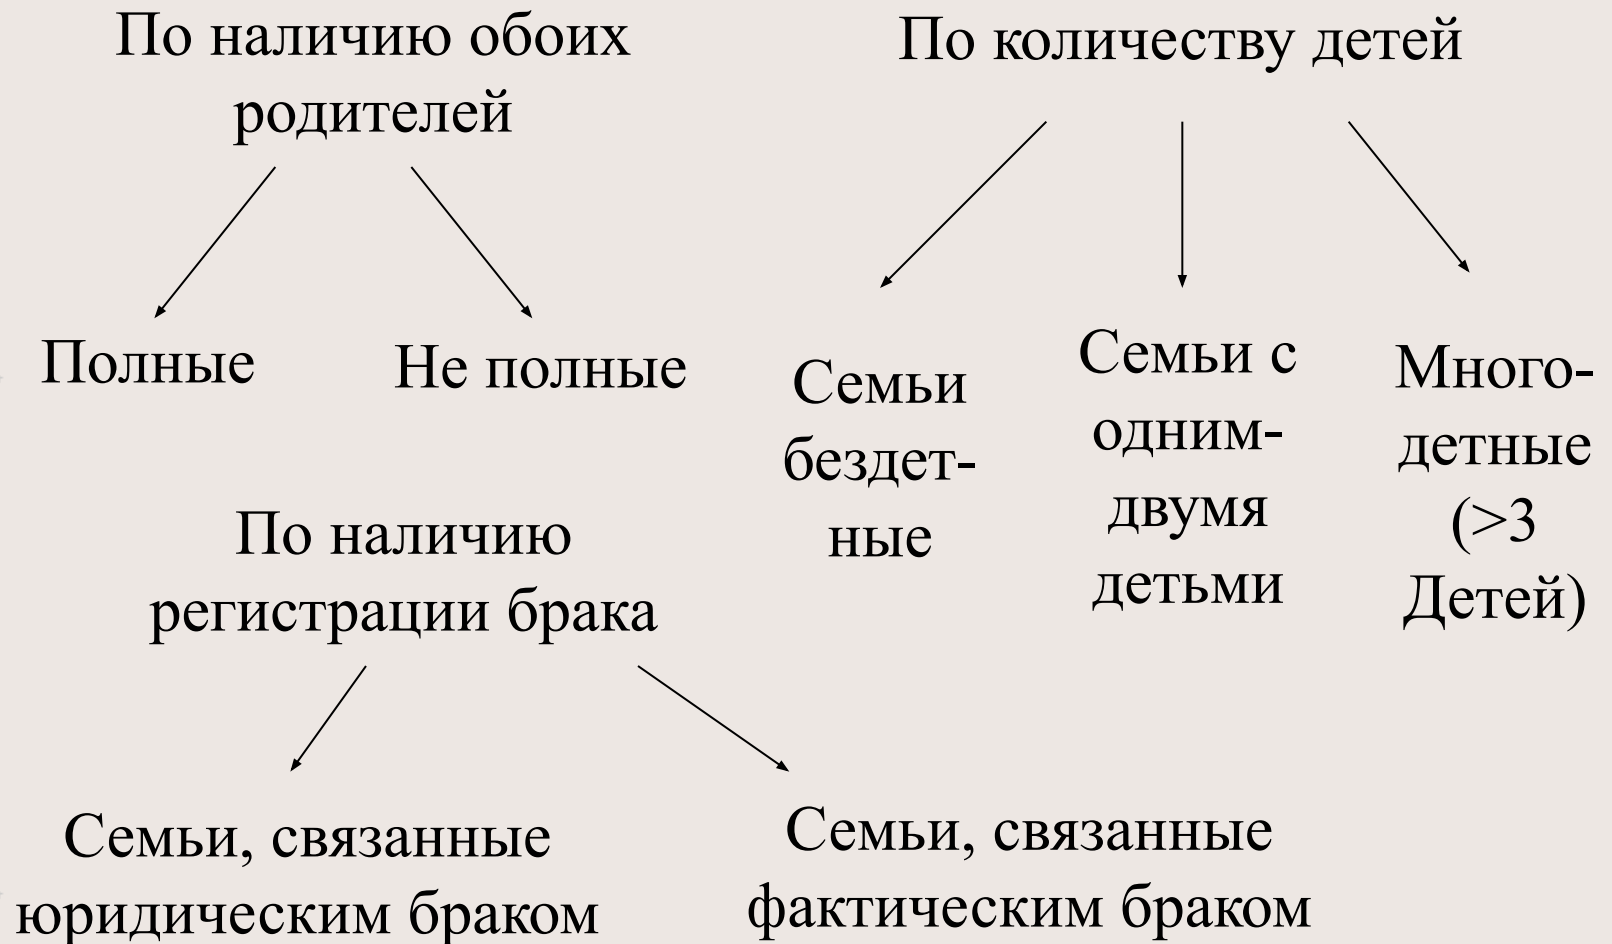 По наличию обоих
родителей
Полные
Не полные
По количеству детей
Семьи
бездет-
ные
Семьи с
одним-
двумя
детьми
Много-
детные
(>3
Детей)
По наличию
регистрации брака
Семьи, связанные
юридическим браком
Семьи, связанные
фактическим браком